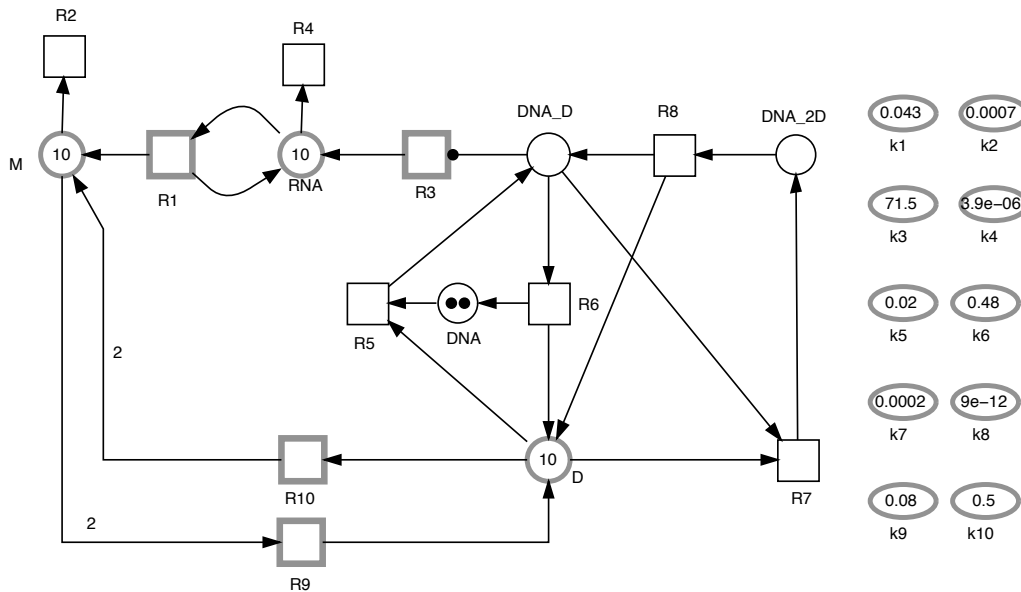 R2
R4
DNA_D
R8
DNA_2D
0.043
0.0007
k1
k2
10
10
M
R1
RNA
R3
71.5
3.9e−06
k3
k4
R5
DNA
R6
0.02
0.48
k5
k6
2
0.0002
9e−12
k7
k8
10
D
R10
R7
0.08
0.5
k9
k10
2
R9